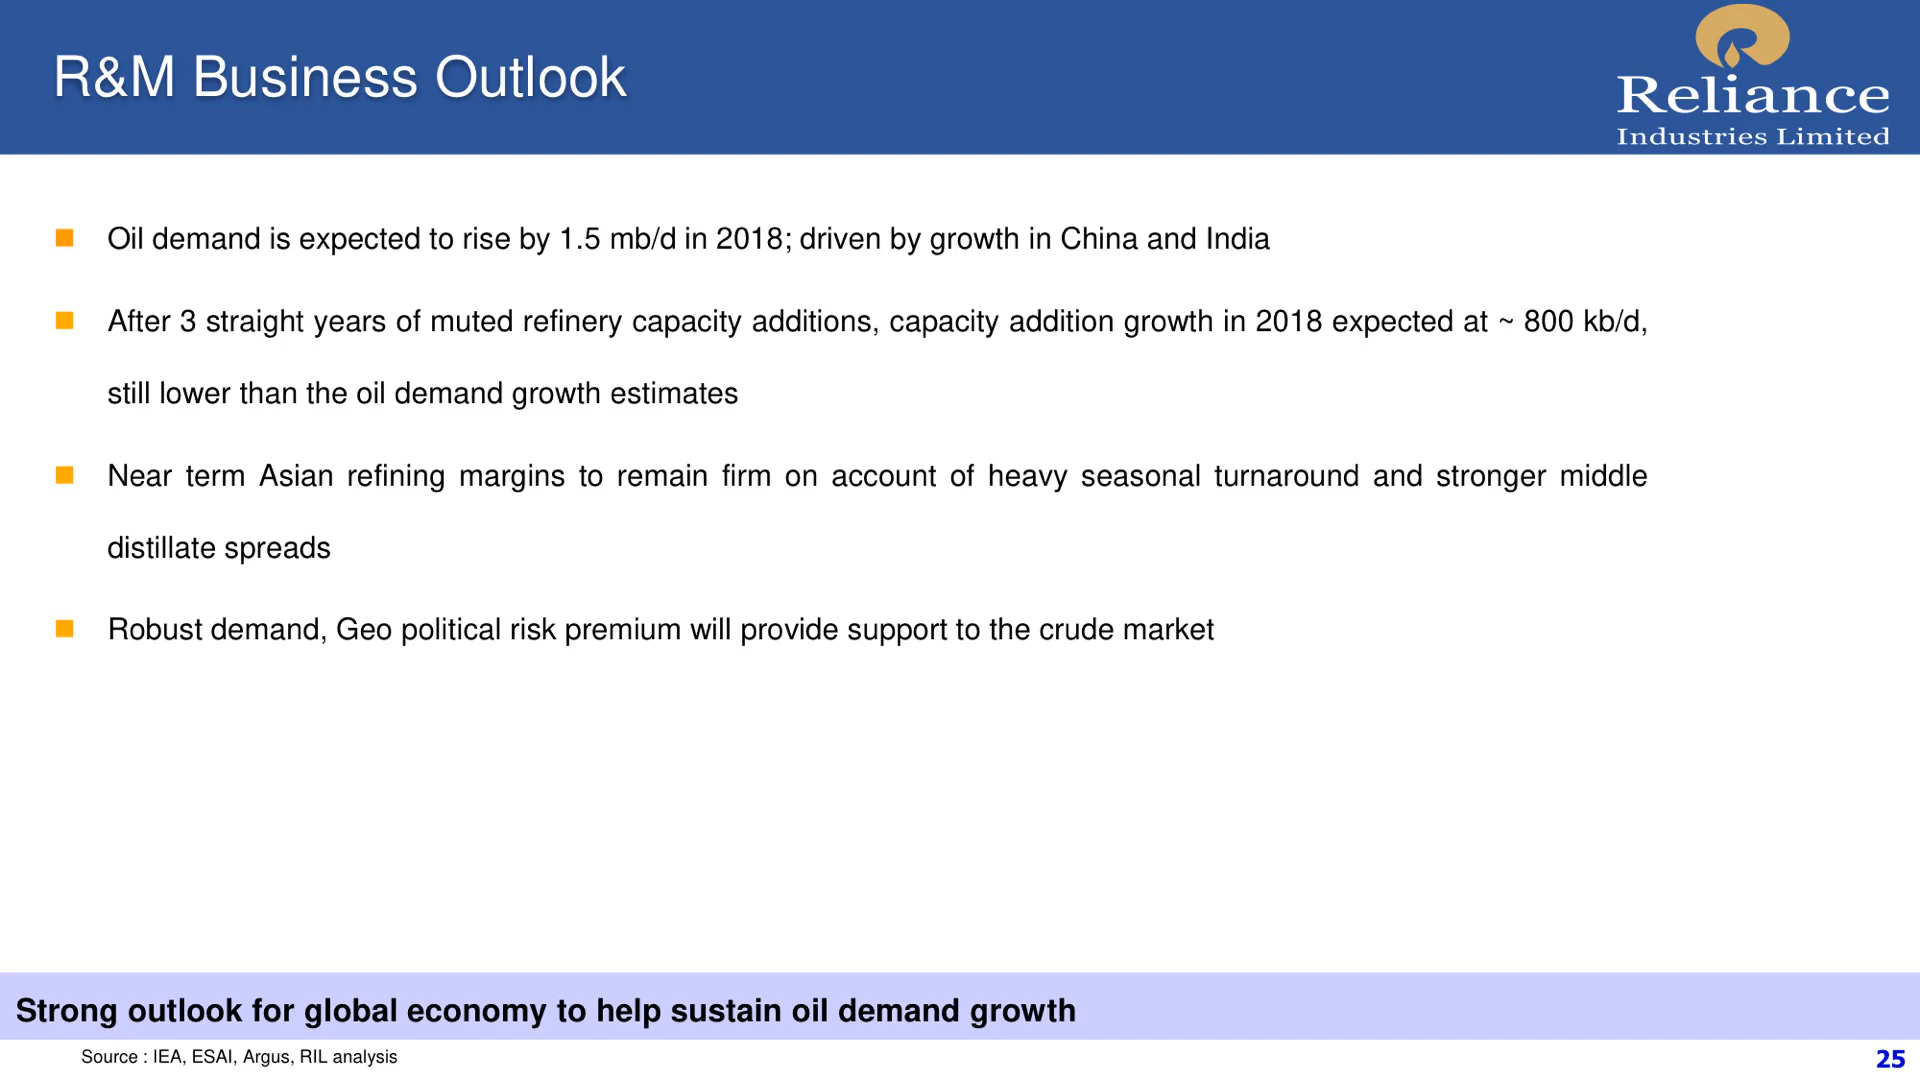 R&M Business Outlook
Reliance
Industries Limited
Oil demand is expected to rise by 1.5 mb/d in 2018; driven by growth in China and India
After 3 straight years of muted refinery capacity additions, capacity addition growth in 2018 expected at ~ 800 kb/d,
still lower than the oil demand growth estimates
Near term Asian refining margins to remain firm on account of heavy seasonal turnaround and stronger middle
distillate spreads
Robust demand, Geo political risk premium will provide support to the crude market
Strong outlook for global economy to help sustain oil demand growth
Source : IEA, ESAI, Argus, RIL analysis
25